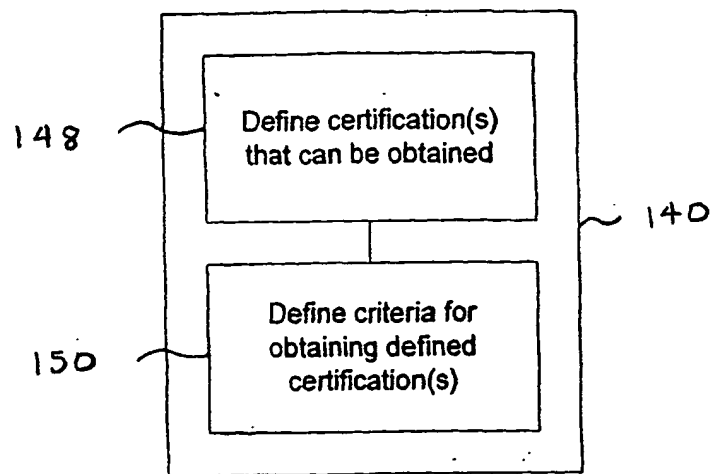 148
Define certification(s)
that can be obtained
140
150
Define criteria for
obtaining defined
certification(s)